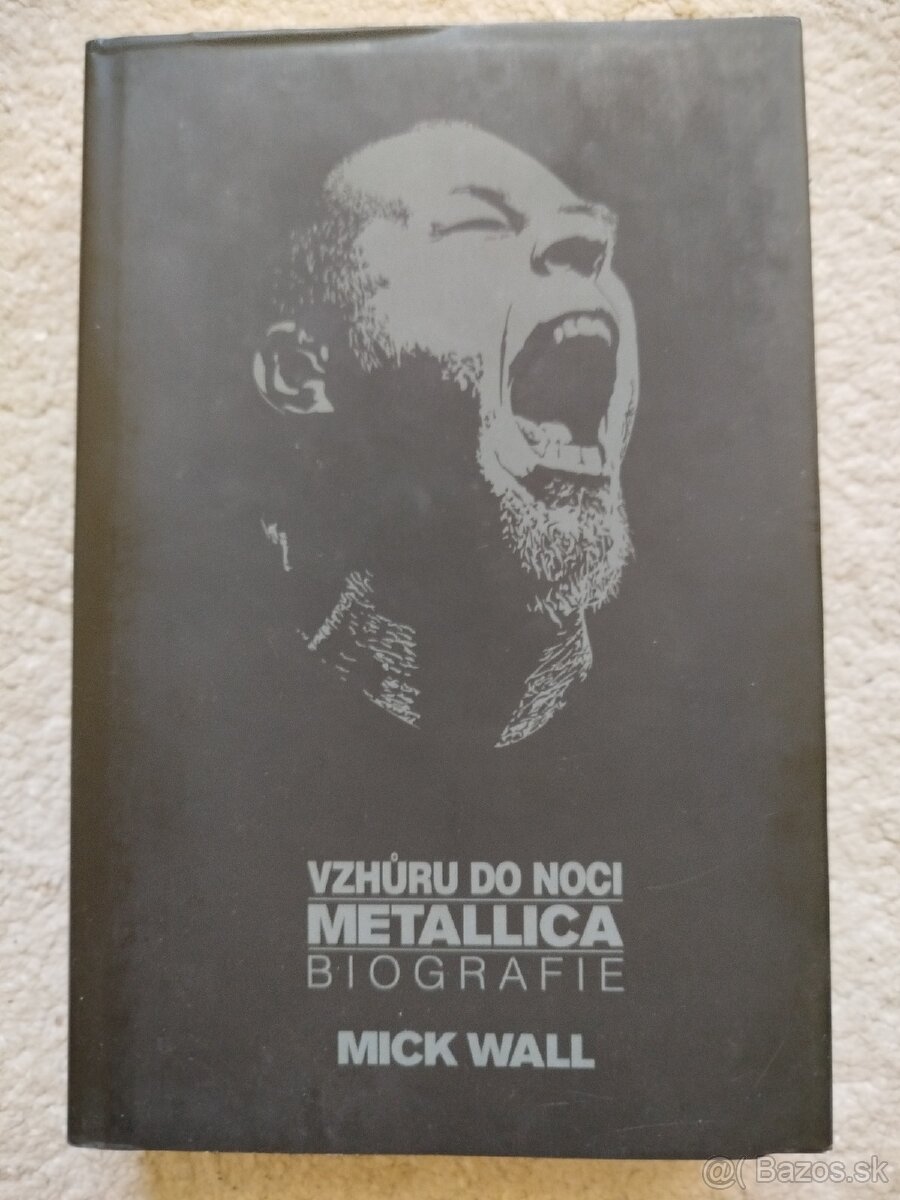 VZHŮRU DO NOCI
METALLICA
BIOGRAFIE
MICK WALL
@( Bazos.sk